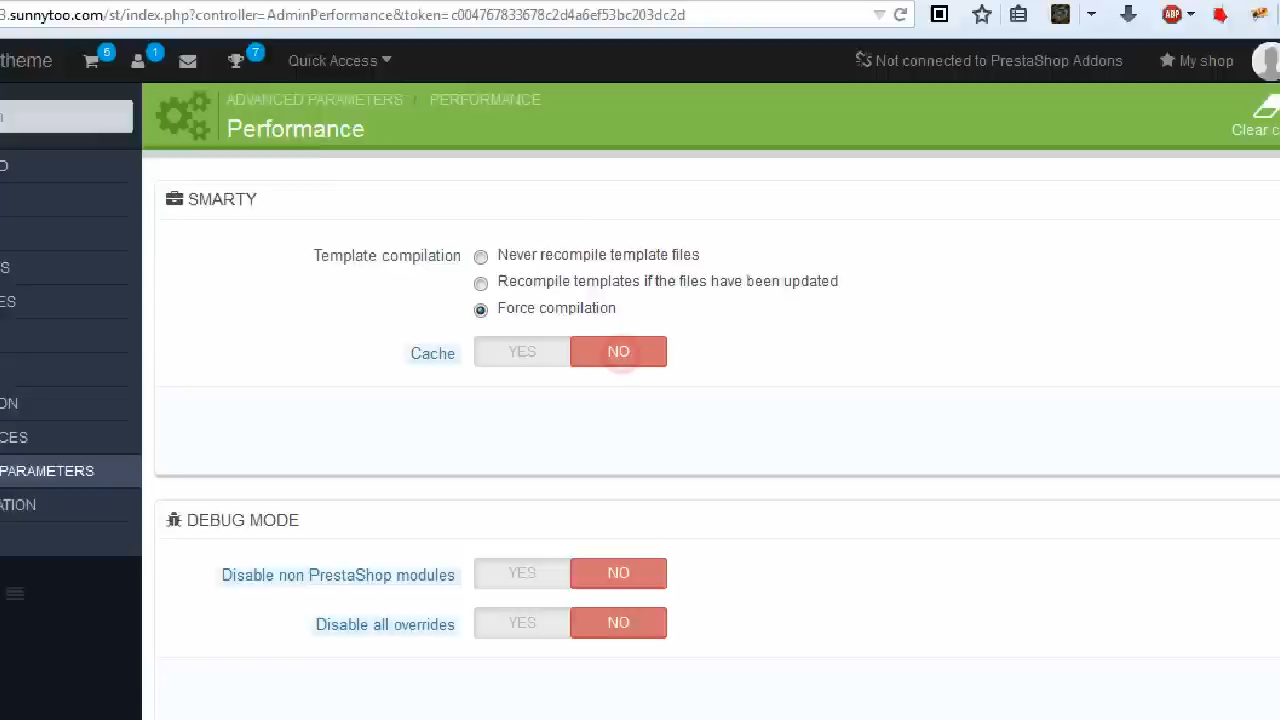 3.sunnytoo.com/st/index.php?controller=AdminPerformance&token=c004767833678c2d4a6ef53bc203dc2d
theme 5 1 7 Quick Access Not connected to PrestaShop Addons My shop
ADVANCED PARAMETERS / PERFORMANCE
Performance
Clear c
SMARTY
Template compilation Never recompile template files
Recompile templates if the files have been updated
Force compilation
Cache YES NO
S
ES
ON
CES
PARAMETERS
ATION
DEBUG MODE
Disable non PrestaShop modules YES NO
Disable all overrides YES NO